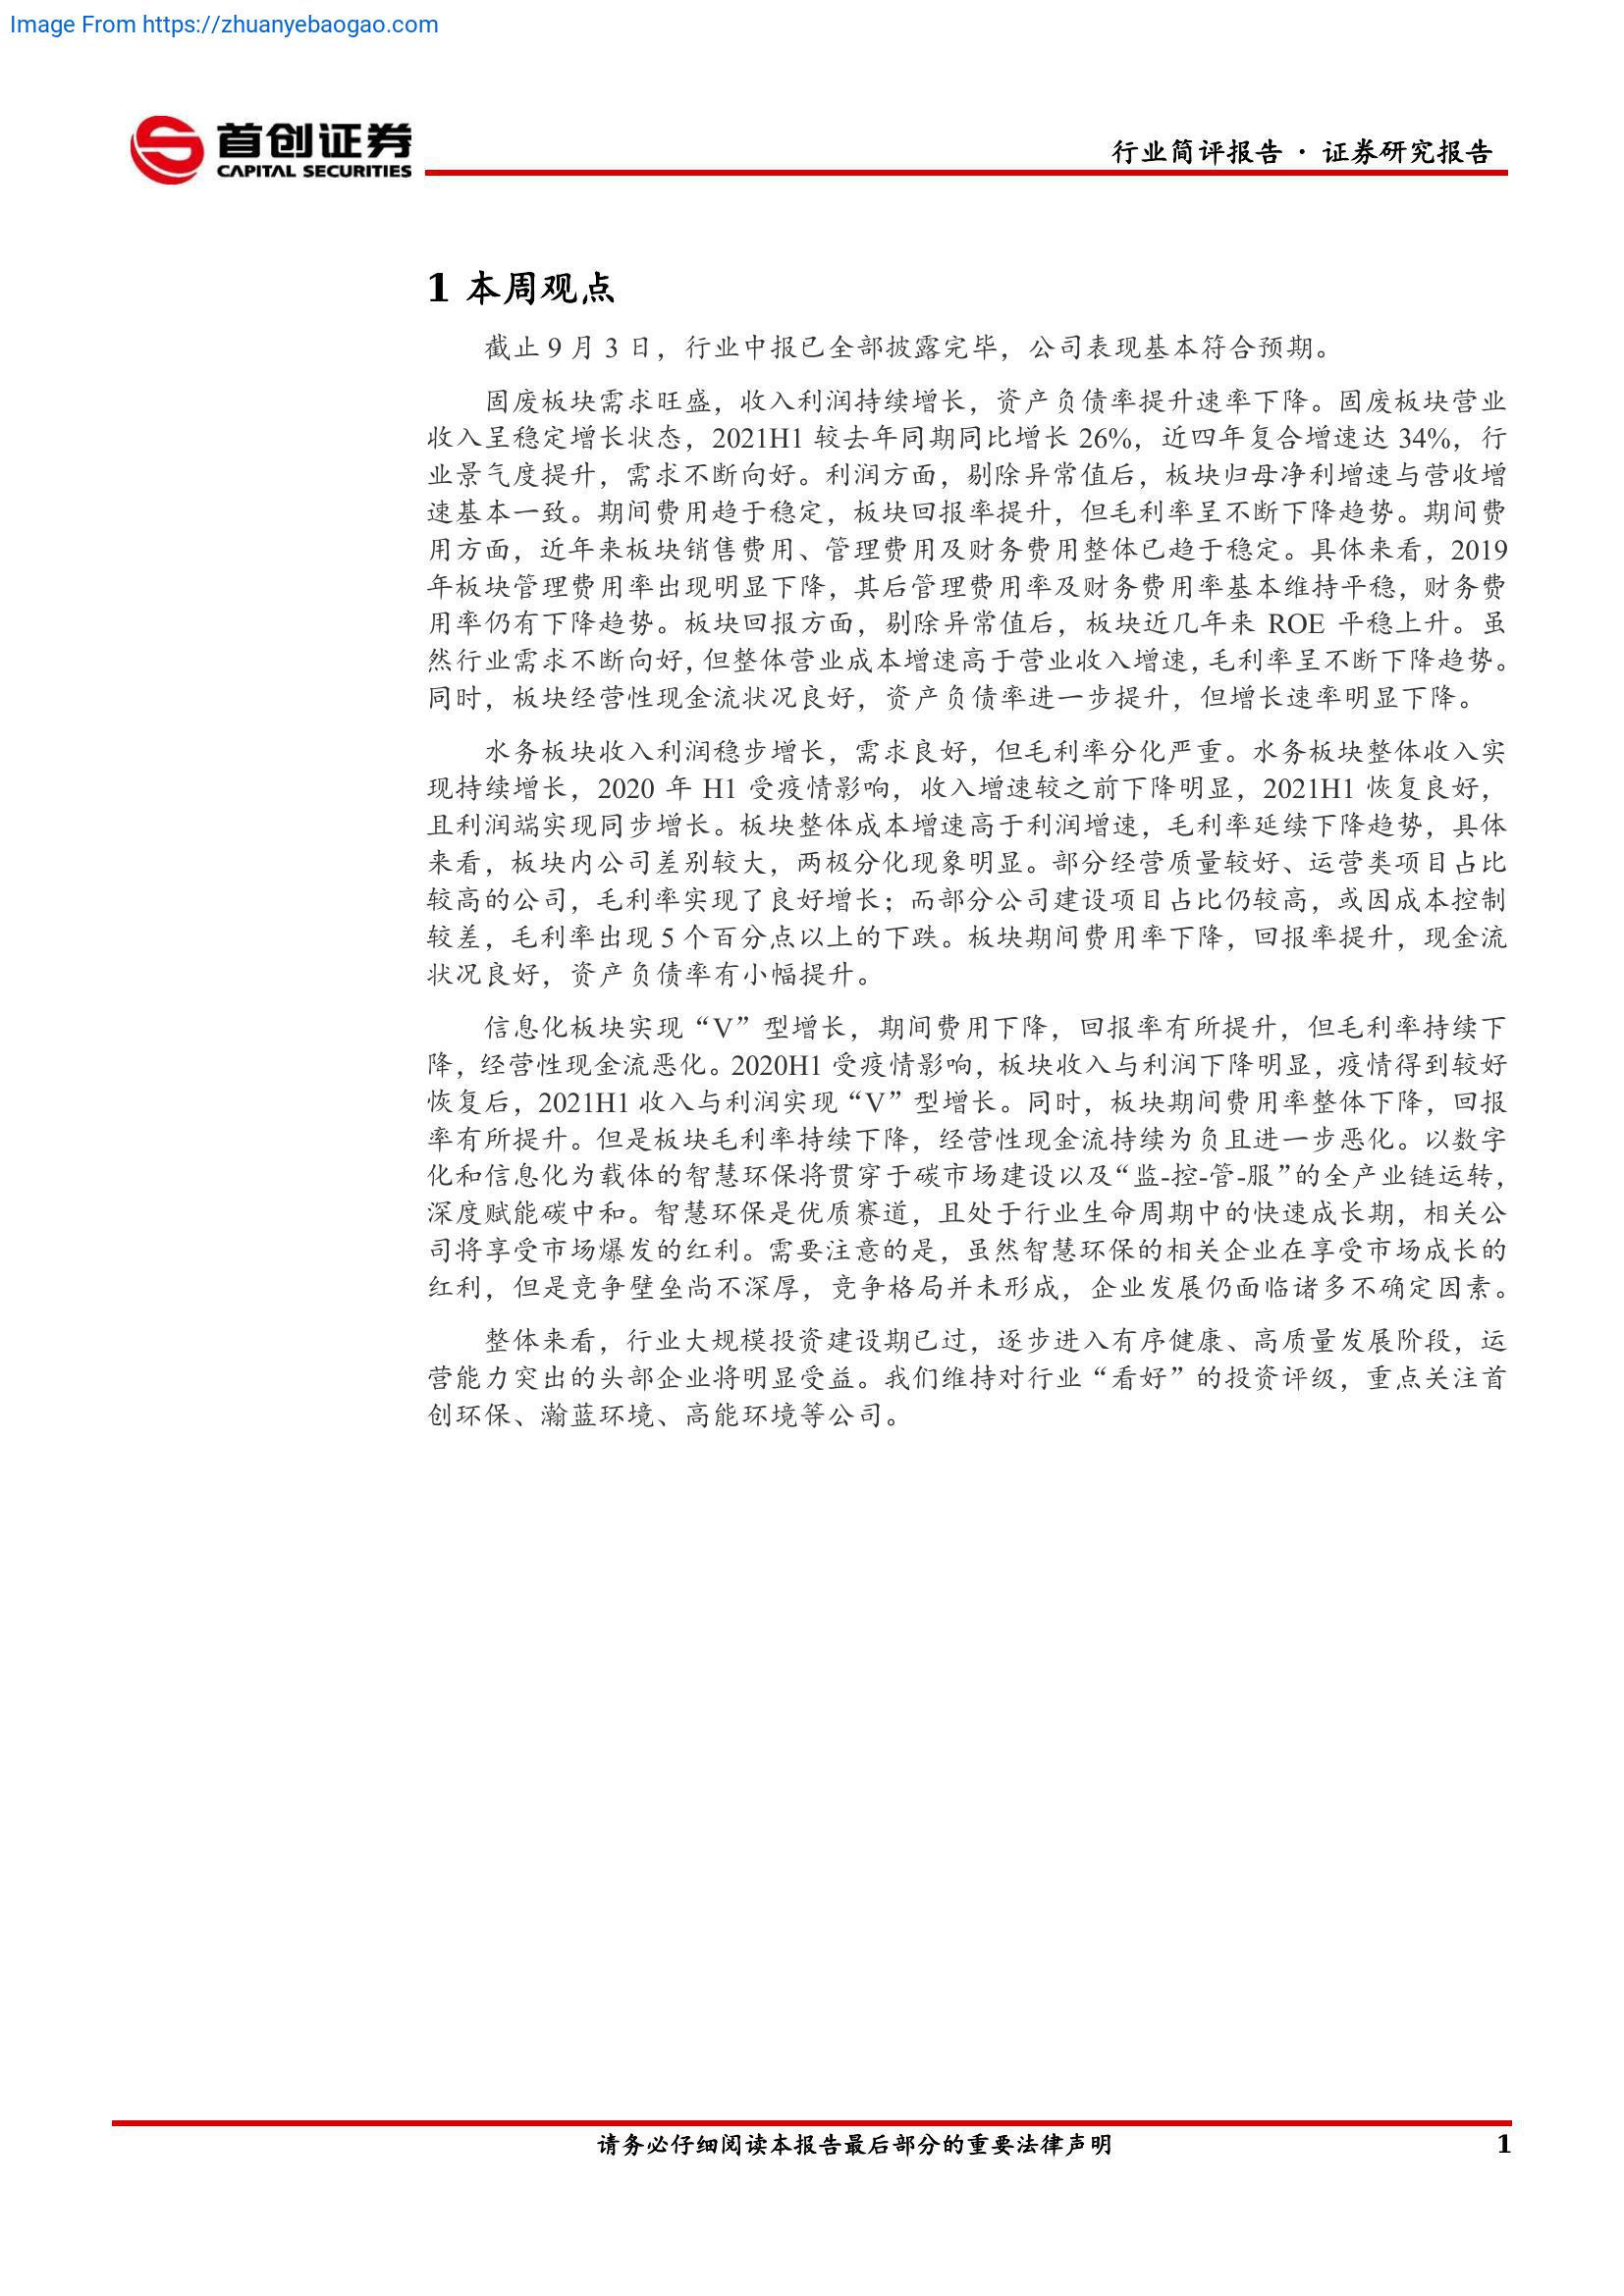 Image From https://zhuanyebaogao.com
首创证券
CAPITAL SECURITIES
行业简评报告 · 证券研究报告
1 本周观点
截止 9 月 3 日，行业中报已全部披露完毕，公司表现基本符合预期。
固废板块需求旺盛，收入利润持续增长，资产负债率提升速率下降。固废板块营业
收入呈稳定增长状态，2021H1 较去年同期同比增长 26%，近四年复合增速达 34%，行
业景气度提升，需求不断向好。利润方面，剔除异常值后，板块归母净利增速与营收增
速基本一致。期间费用趋于稳定，板块回报率提升，但毛利率呈不断下降趋势。期间费
用方面，近年来板块销售费用、管理费用及财务费用整体已趋于稳定。具体来看，2019
年板块管理费用率出现明显下降，其后管理费用率及财务费用率基本维持平稳，财务费
用率仍有下降趋势。板块回报方面，剔除异常值后，板块近几年来 ROE 平稳上升。虽
然行业需求不断向好，但整体营业成本增速高于营业收入增速，毛利率呈不断下降趋势。
同时，板块经营性现金流状况良好，资产负债率进一步提升，但增长速率明显下降。
水务板块收入利润稳步增长，需求良好，但毛利率分化严重。水务板块整体收入实
现持续增长，2020 年 H1 受疫情影响，收入增速较之前下降明显，2021H1 恢复良好，
且利润端实现同步增长。板块整体成本增速高于利润增速，毛利率延续下降趋势，具体
来看，板块内公司差别较大，两极分化现象明显。部分经营质量较好、运营类项目占比
较高的公司，毛利率实现了良好增长；而部分公司建设项目占比仍较高，或因成本控制
较差，毛利率出现 5 个百分点以上的下跌。板块期间费用率下降，回报率提升，现金流
状况良好，资产负债率有小幅提升。
信息化板块实现“V”型增长，期间费用下降，回报率有所提升，但毛利率持续下
降，经营性现金流恶化。2020H1 受疫情影响，板块收入与利润下降明显，疫情得到较好
恢复后，2021H1 收入与利润实现“V”型增长。同时，板块期间费用率整体下降，回报
率有所提升。但是板块毛利率持续下降，经营性现金流持续为负且进一步恶化。以数字
化和信息化为载体的智慧环保将贯穿于碳市场建设以及“监-控-管-服”的全产业链运转，
深度赋能碳中和。智慧环保是优质赛道，且处于行业生命周期中的快速成长期，相关公
司将享受市场爆发的红利。需要注意的是，虽然智慧环保的相关企业在享受市场成长的
红利，但是竞争壁垒尚不深厚，竞争格局并未形成，企业发展仍面临诸多不确定因素。
整体来看，行业大规模投资建设期已过，逐步进入有序健康、高质量发展阶段，运
营能力突出的头部企业将明显受益。我们维持对行业“看好”的投资评级，重点关注首
创环保、瀚蓝环境、高能环境等公司。
请务必仔细阅读本报告最后部分的重要法律声明
1